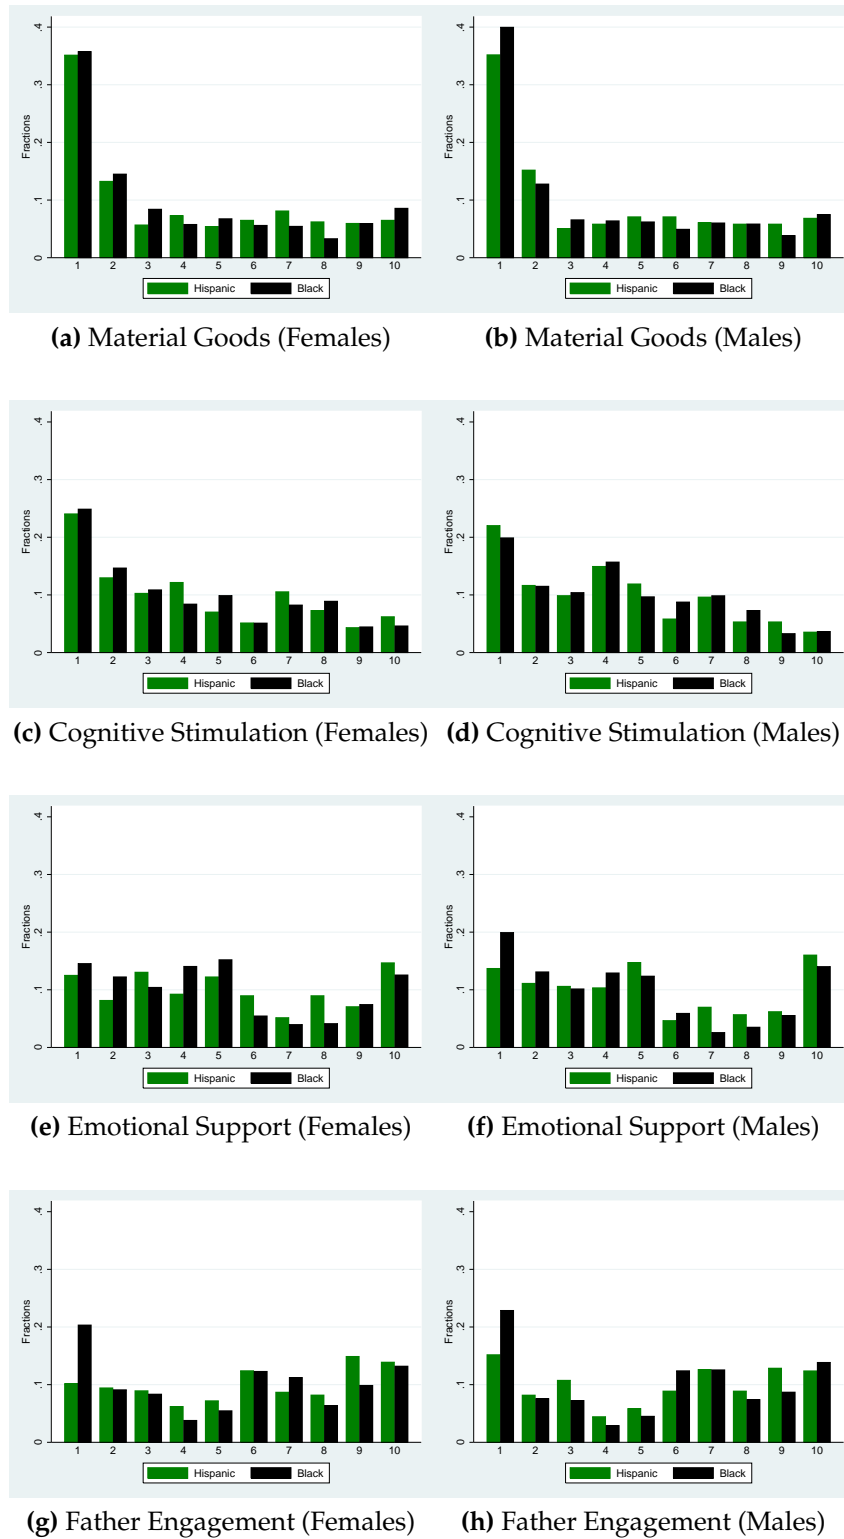 .4 .4
.3 .3
Fractions Fractions
.2 .2
.1 .1
0 0
1 2 3 4 5 6 7 8 9 10 1 2 3 4 5 6 7 8 9 10
Hispanic Black Hispanic Black
(a) Material Goods (Females) (b) Material Goods (Males)
.4 .4
.3 .3
Fractions Fractions
.2 .2
.1 .1
0 0
1 2 3 4 5 6 7 8 9 10 1 2 3 4 5 6 7 8 9 10
Hispanic Black Hispanic Black
(c) Cognitive Stimulation (Females) (d) Cognitive Stimulation (Males)
.4 .4
.3 .3
Fractions Fractions
.2 .2
.1 .1
0 0
1 2 3 4 5 6 7 8 9 10 1 2 3 4 5 6 7 8 9 10
Hispanic Black Hispanic Black
(e) Emotional Support (Females) (f) Emotional Support (Males)
.4 .4
.3 .3
Fractions Fractions
.2 .2
.1 .1
0 0
1 2 3 4 5 6 7 8 9 10 1 2 3 4 5 6 7 8 9 10
Hispanic Black Hispanic Black
(g) Father Engagement (Females) (h) Father Engagement (Males)